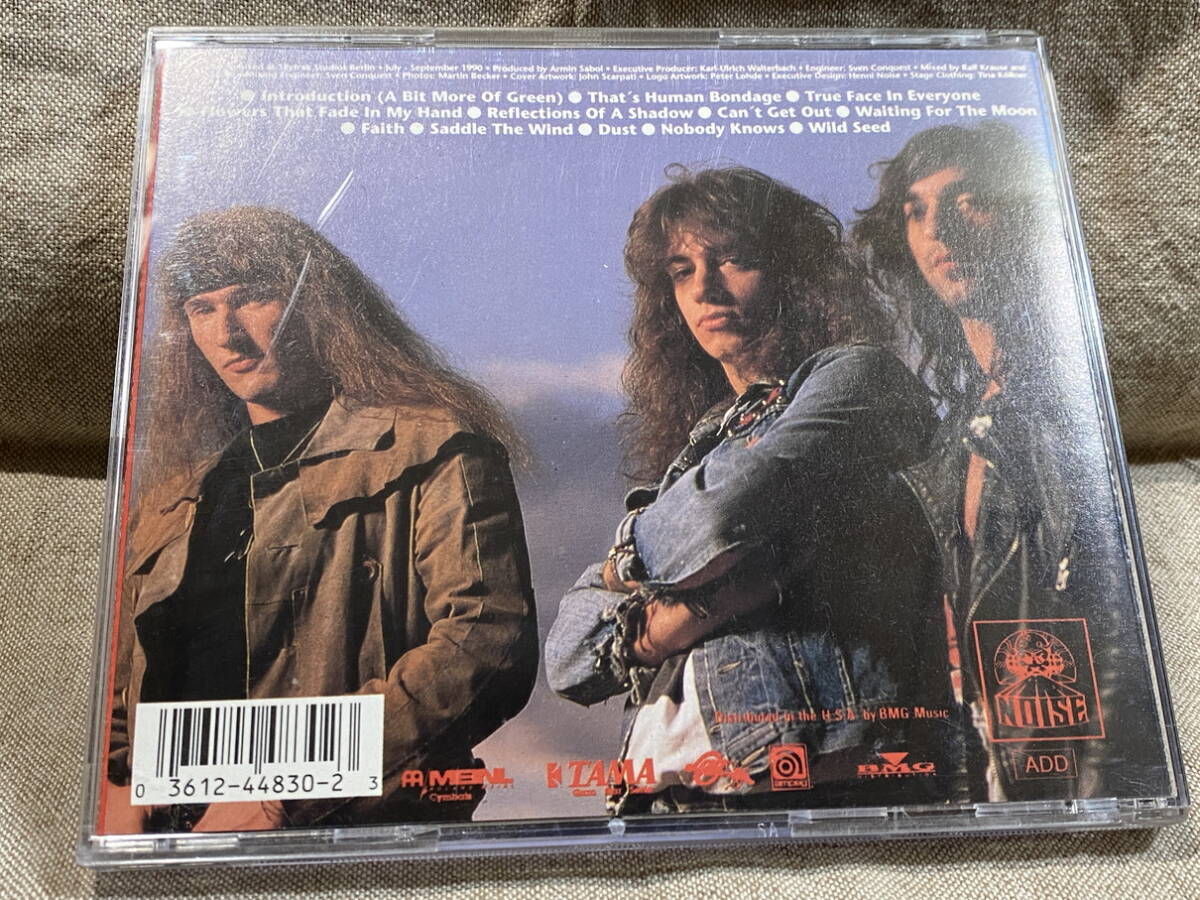 at Skytrak Studios Berlin • July - September 1990 • Produced by Armin Sabol • Executive Producer: Karl-Ulrich Walterbach • Engineer: Sven Conquest • Mixed by Ralf Krause and
Engineer: Sven Conquest • Photos: Martin Becker • Cover Artwork: John Scarpati • Logo Artwork: Peter Lohde • Executive Design: Henni Noise • Stage Clothing: Tina
● Introduction (A Bit More Of Green) ● That's Human Bondage ● True Face In Everyone
● Flowers That Fade In My Hand ● Reflections Of A Shadow ● Can't Get Out ● Waiting For The Moon
● Faith ● Saddle The Wind ● Dust ● Nobody Knows ● Wild Seed
NOISE
Distributed in the U.S.A. by BMG Music
ADD
MEINL
Cymbals
TAMA
ampeg
BMG
0 3612-44830-2 3